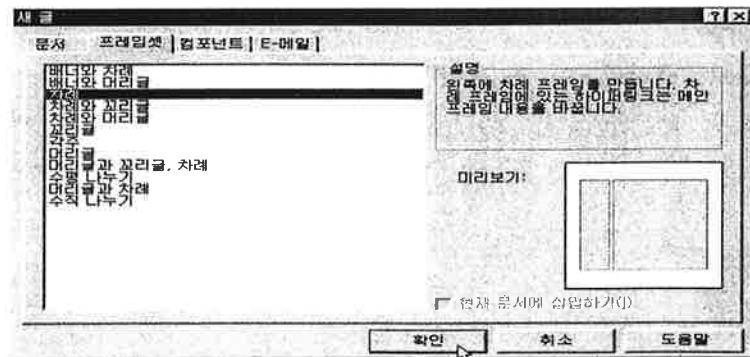 새 글
문서 프레임셋 컴포넌트 E-메일
배너와 차례
배너와 머리글
차례
차례와 꼬리글
차례와 머리글
꼬리글
각주
머리글
머리글과 꼬리글, 차례
수평 나누기
머리글과 차례
수직 나누기
설명
왼쪽에 차례 프레임를 만듭니다. 차
례 프레임에 있는 하이퍼링크는 메인
프레임 내용을 바꿉니다.
미리보기:
현재 문서에 삽입하기(I)
확인 취소 도움말